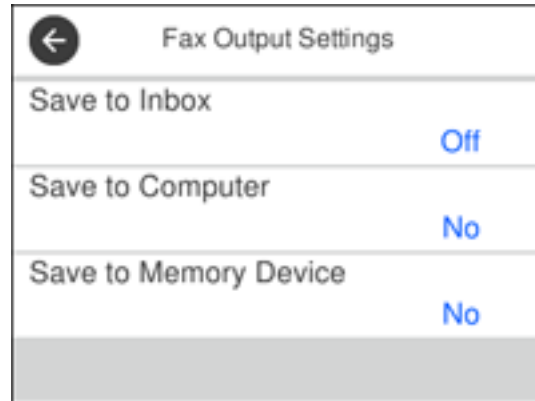 Fax Output Settings
Save to Inbox
Off
Save to Computer
No
Save to Memory Device
No